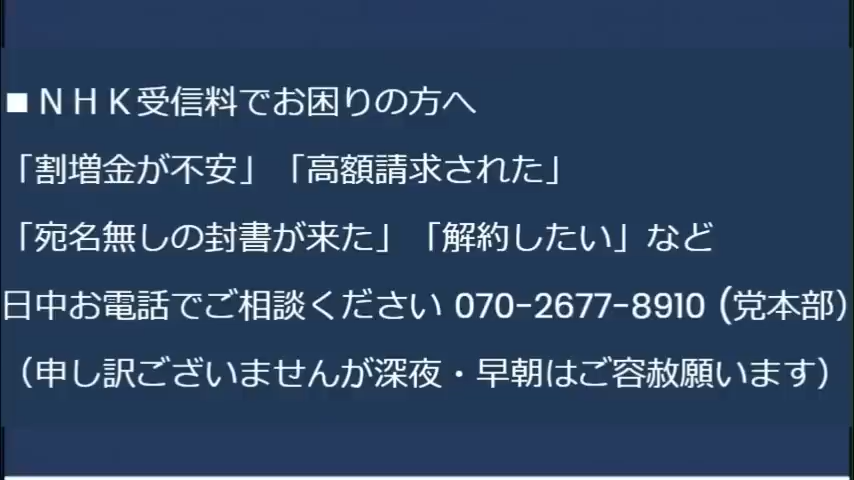 ■ＮＨＫ受信料でお困りの方へ
「割増金が不安」「高額請求された」
「宛名無しの封書が来た」「解約したい」など
日中お電話でご相談ください 070-2677-8910 (党本部)
（申し訳ございませんが深夜・早朝はご容赦願います）